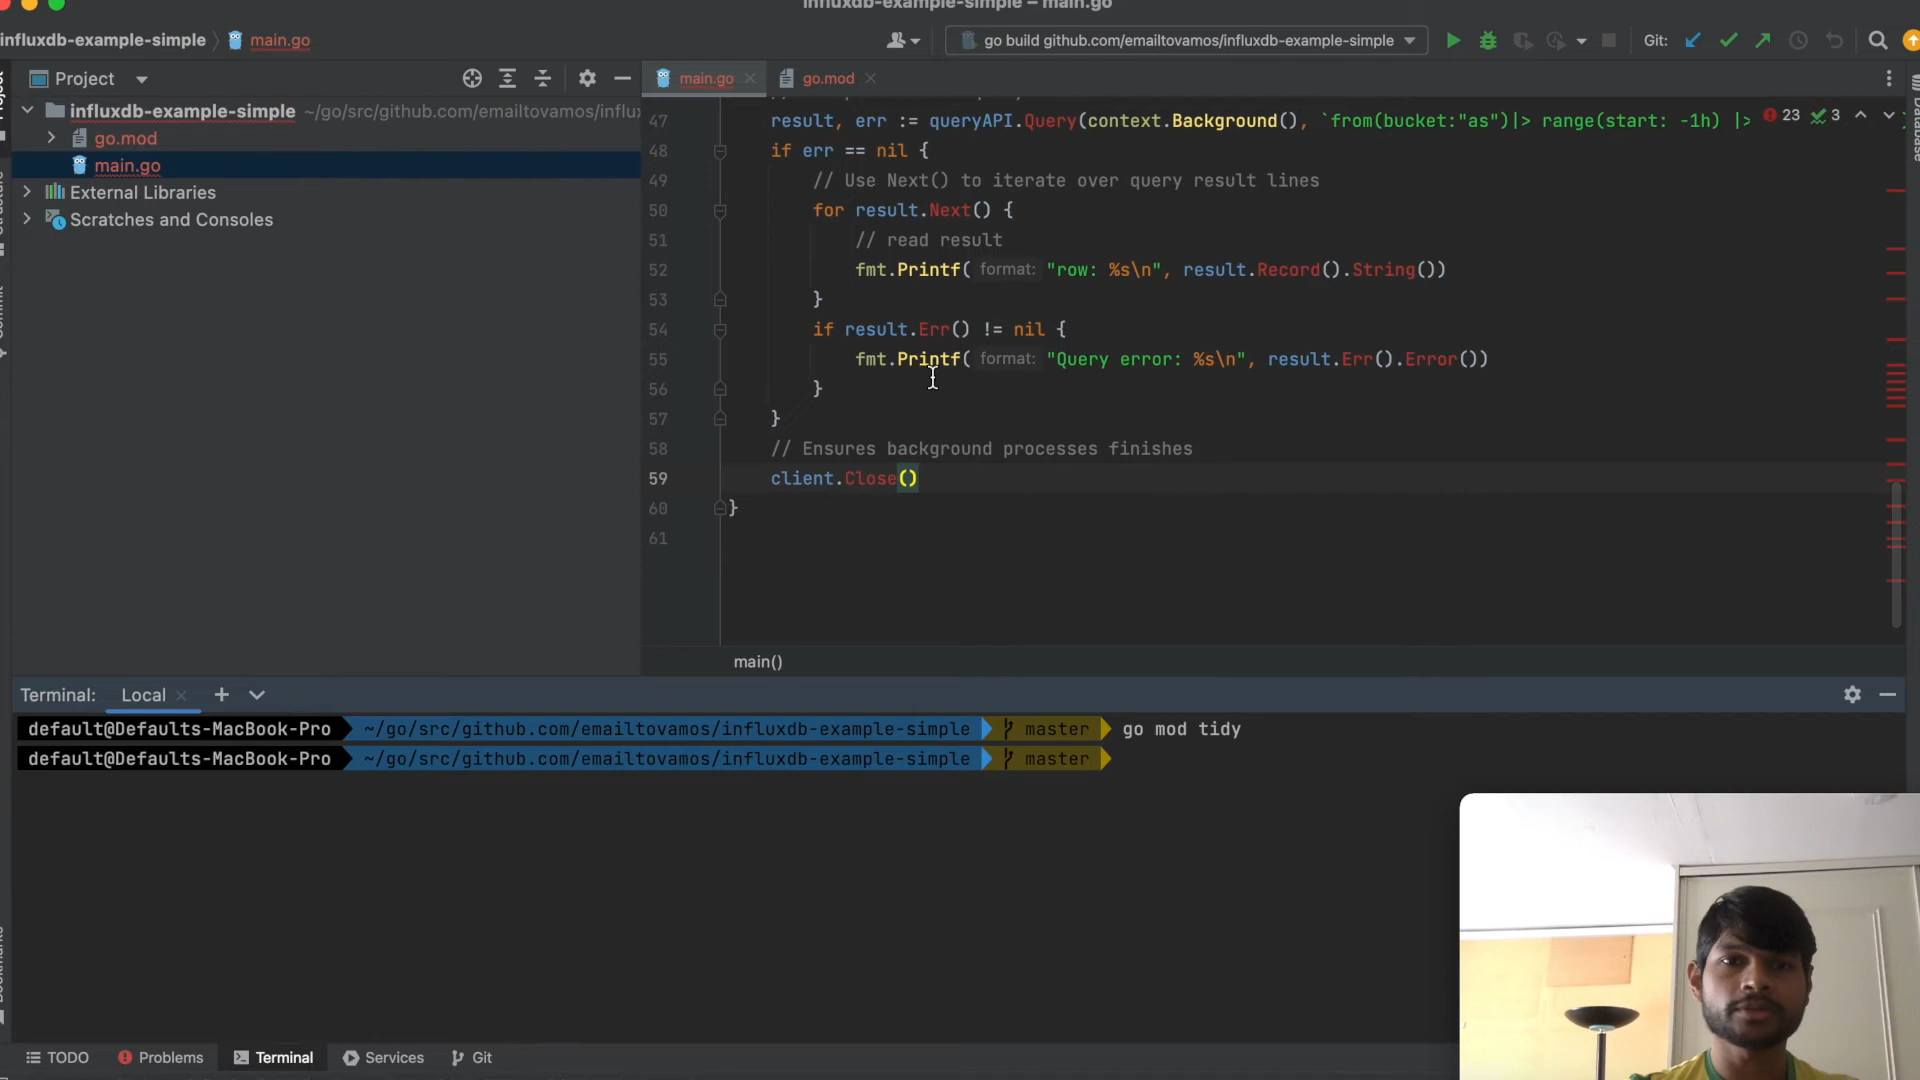 influxdb-example-simple – main.go
influxdb-example-simple
main.go
go build github.com/emailtovamos/influxdb-example-simple
Git:
Project
main.go
go.mod
influxdb-example-simple ~/go/src/github.com/emailtovamos/influx
go.mod
main.go
External Libraries
Scratches and Consoles
47 result, err := queryAPI.Query(context.Background(), `from(bucket:"as")|> range(start: -1h) |>
23 3
48 if err == nil {
49 // Use Next() to iterate over query result lines
50 for result.Next() {
51 // read result
52 fmt.Printf( format: "row: %s\n", result.Record().String())
53 }
54 if result.Err() != nil {
55 fmt.Printf( format: "Query error: %s\n", result.Err().Error())
56 }
57 }
58 // Ensures background processes finishes
59 client.Close()
60 }
61
main()
Database
Terminal: Local
default@Defaults-MacBook-Pro ~/go/src/github.com/emailtovamos/influxdb-example-simple master go mod tidy
default@Defaults-MacBook-Pro ~/go/src/github.com/emailtovamos/influxdb-example-simple master
TODO
Problems
Terminal
Services
Git